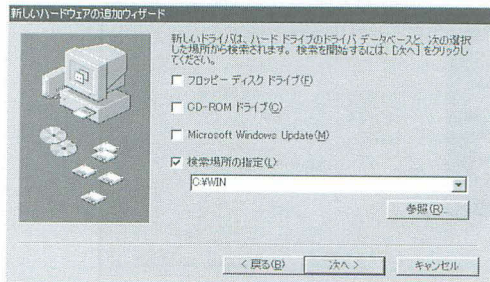 新しいハードウェアの追加ウィザード
新しいドライバは、ハード ドライブのドライバ データベースと、次の選択
した場所から検索されます。検索を開始するには、[次へ] をクリックし
てください。
フロッピー ディスク ドライブ(F)
CD-ROM ドライブ(C)
Microsoft Windows Update(M)
検索場所の指定(L)
C:¥WIN
参照(R)...
< 戻る(B)
次へ >
キャンセル